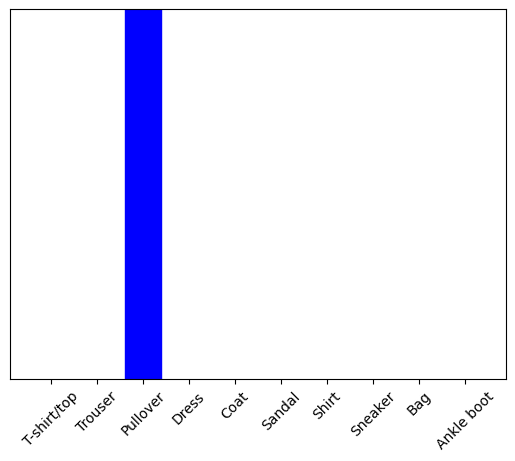 T-shirt/top
Trouser
Pullover
Dress
Coat
Sandal
Shirt
Sneaker
Bag
Ankle boot